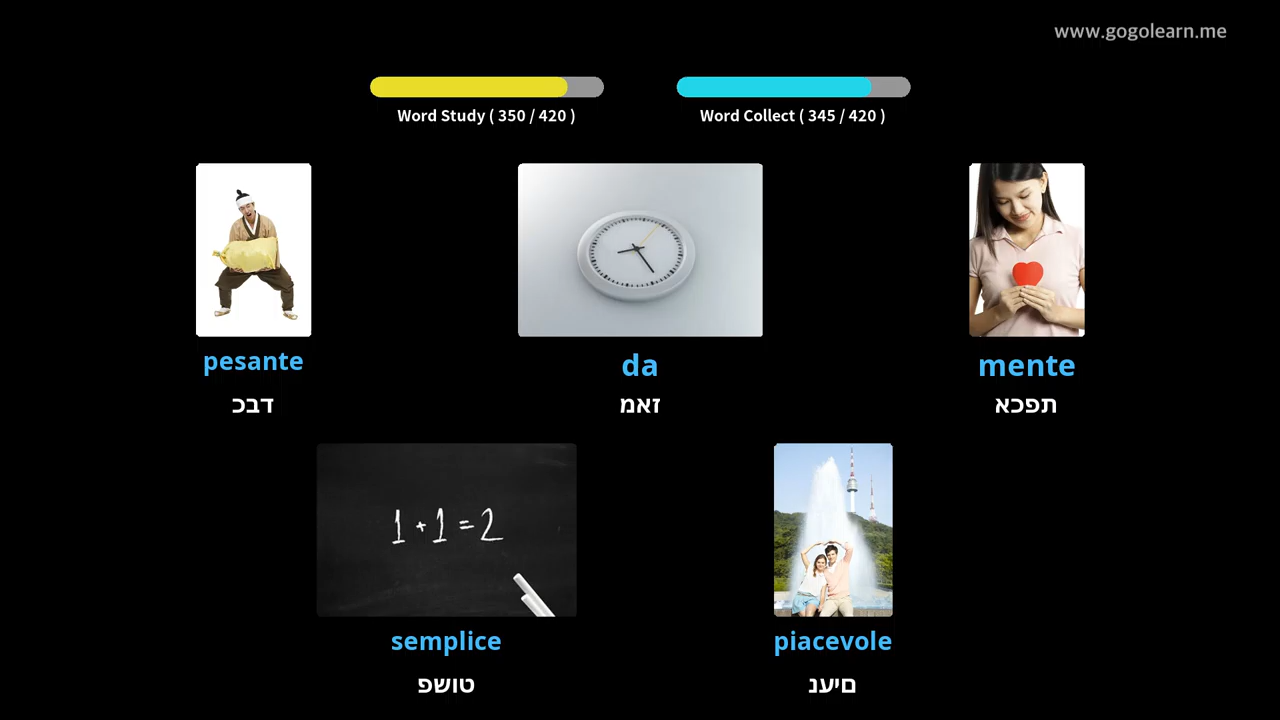 www.gogolearn.me
Word Study ( 350 / 420 )
Word Collect ( 345 / 420 )
pesante
דבכ
da
זאמ
mente
תפכא
1 + 1 = 2
semplice
טושפ
piacevole
םיענ